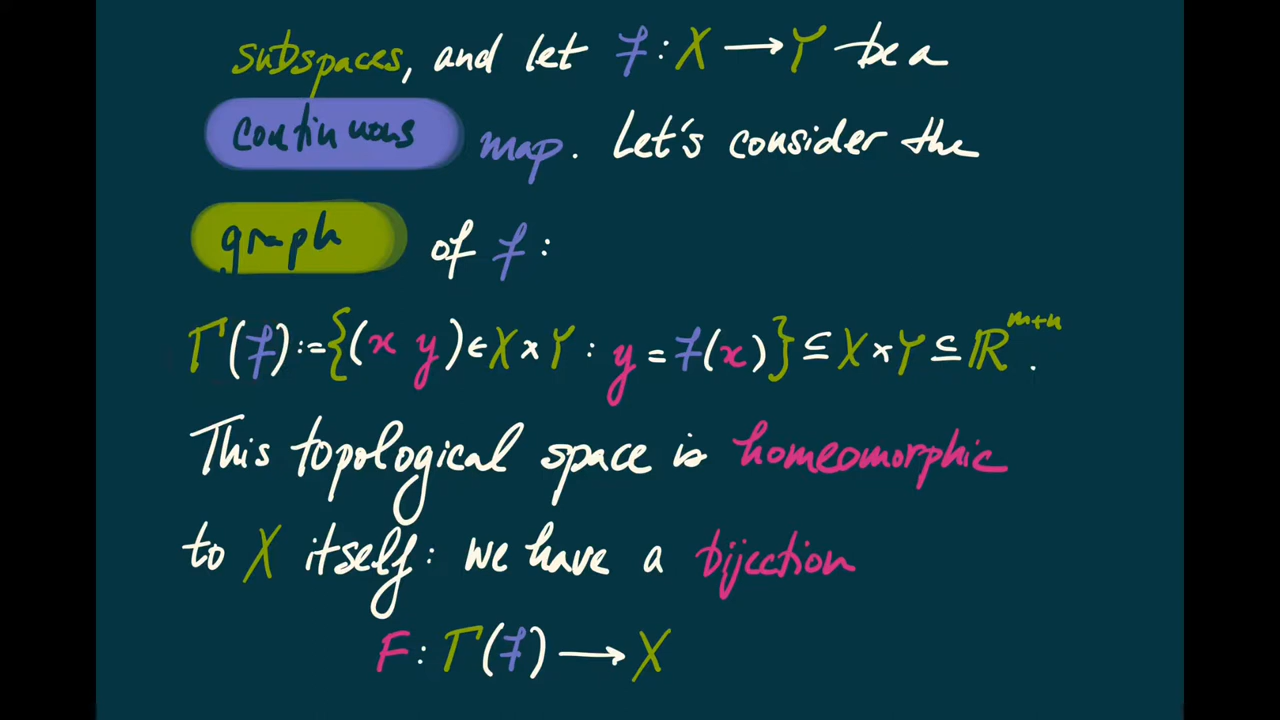 subspaces, and let f : X → Y be a
continuous map. Let's consider the
graph of f :
Γ(f) := {(x y) ∈ X × Y : y = f(x)} ⊆ X × Y ⊆ ℝ^{m+n}.
This topological space is homeomorphic
to X itself : we have a bijection
F : Γ(f) → X